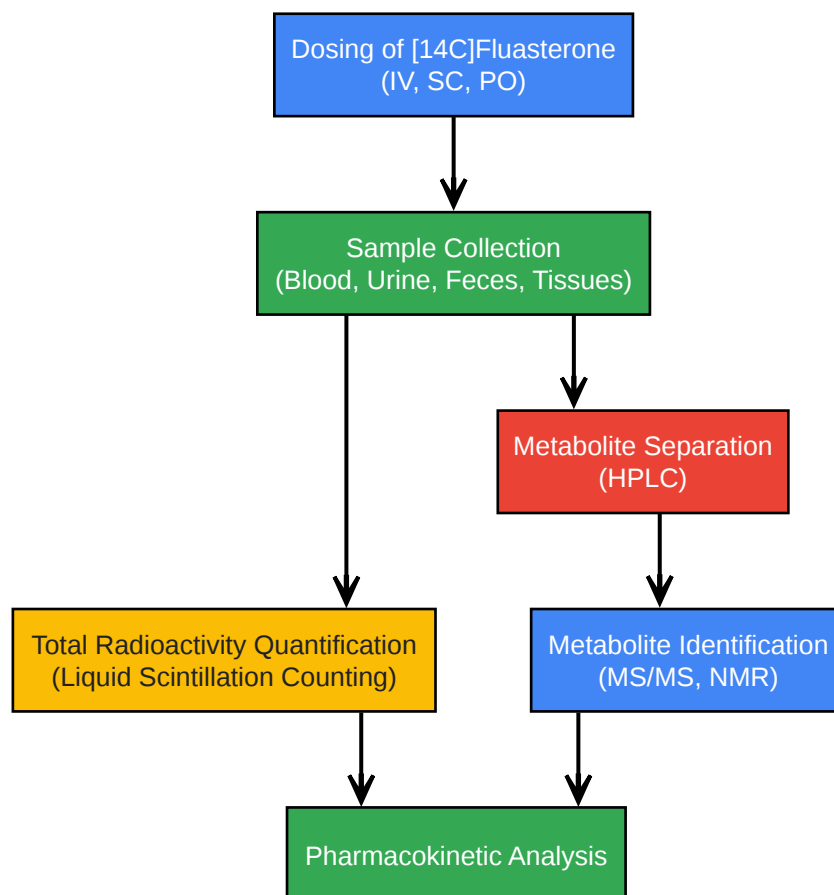 Dosing of [14C]Fluasterone
(IV, SC, PO)
Sample Collection
(Blood, Urine, Feces, Tissues)
Metabolite Separation
(HPLC)
Total Radioactivity Quantification
(Liquid Scintillation Counting)
Metabolite Identification
(MS/MS, NMR)
Pharmacokinetic Analysis